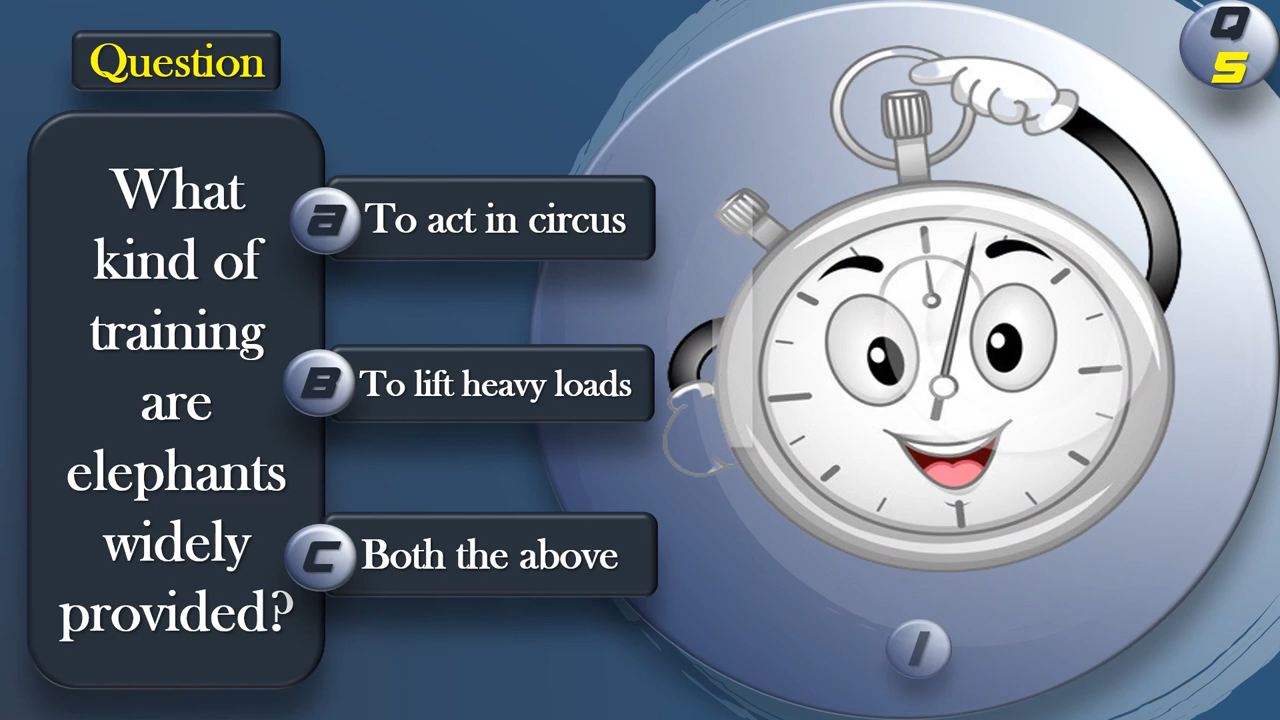 Question
Q
5
What
kind of
training
are
elephants
widely
provided?
a To act in circus
B To lift heavy loads
C Both the above
1